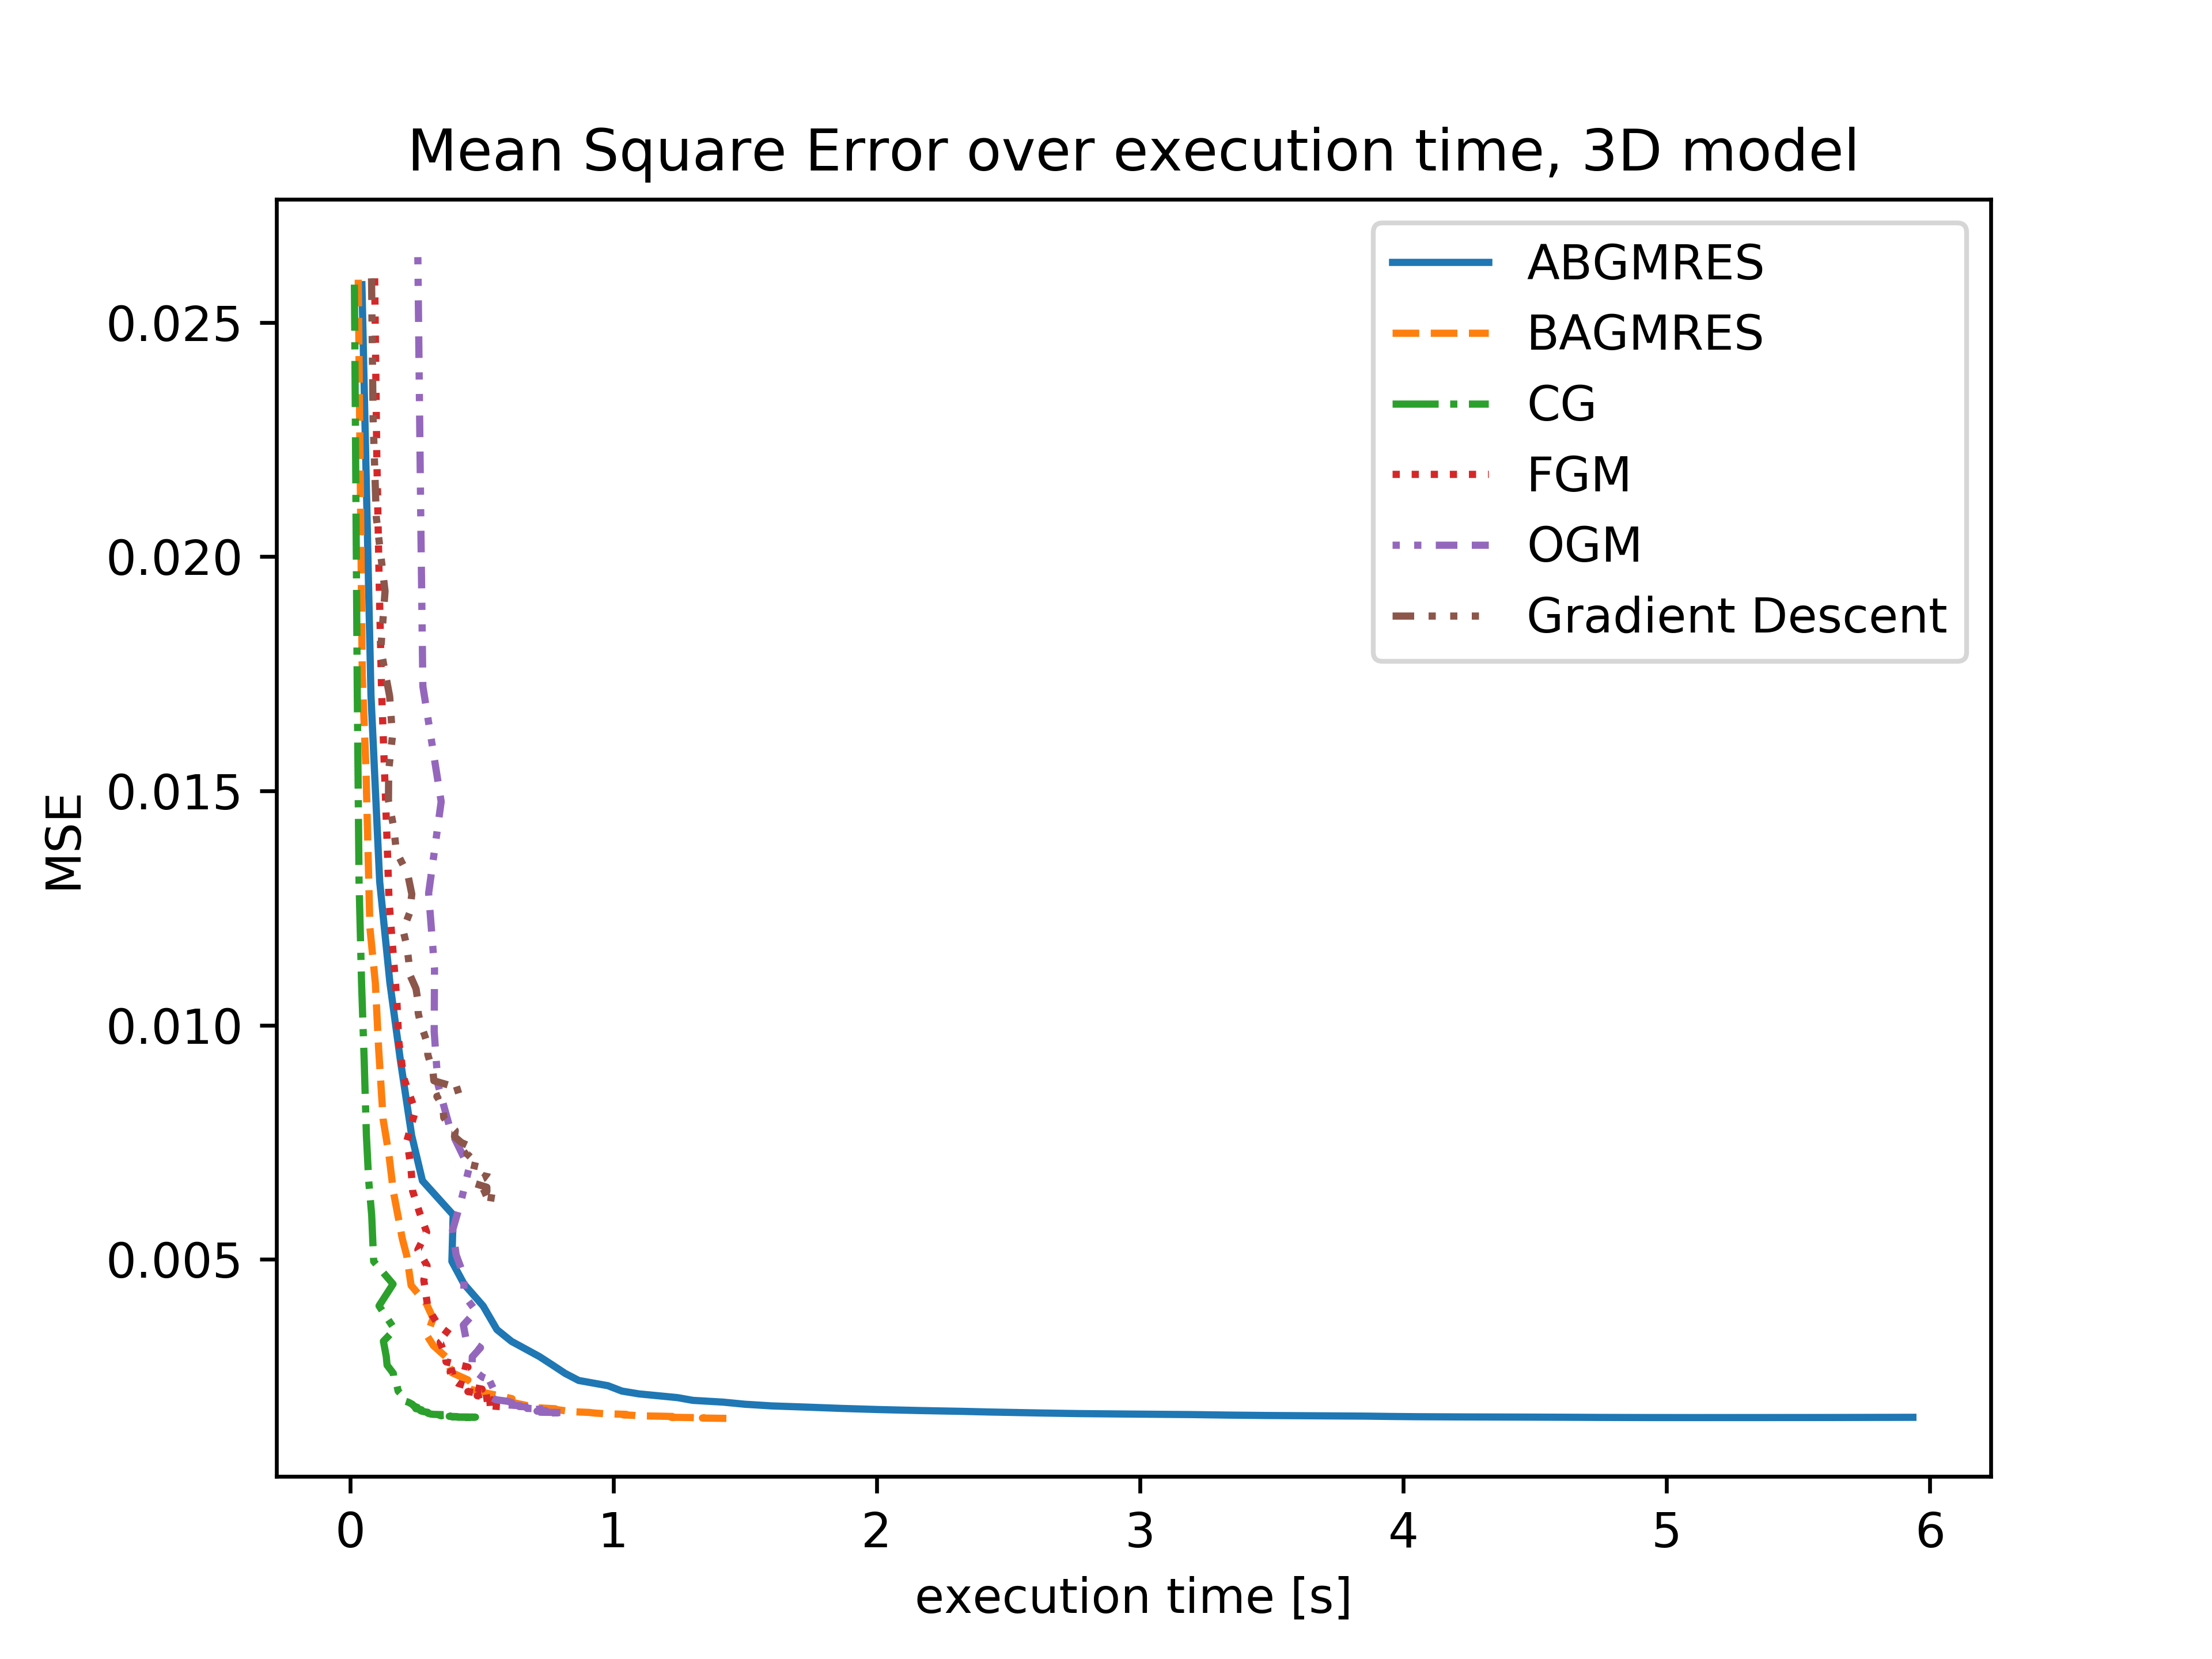 Mean Square Error over execution time, 3D model
ABGMRES
BAGMRES
CG
FGM
OGM
Gradient Descent
MSE
0.025
0.020
0.015
0.010
0.005
0 1 2 3 4 5 6
execution time [s]